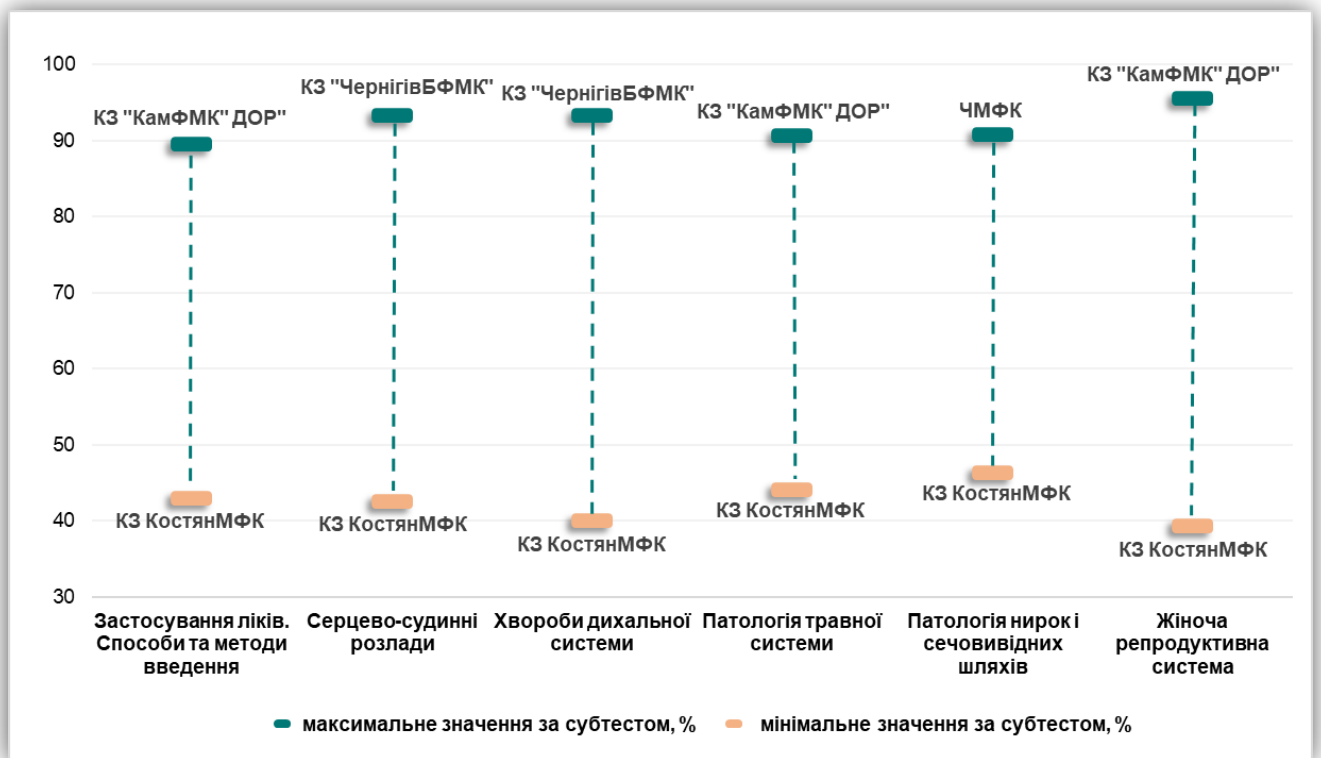 100
90
80
70
60
50
40
30
КЗ "КамФМК" ДОР"
КЗ "ЧернігівБФМК"
КЗ "ЧернігівБФМК"
КЗ "КамФМК" ДОР"
ЧМФК
КЗ "КамФМК" ДОР"
КЗ КостянМФК
КЗ КостянМФК
КЗ КостянМФК
КЗ КостянМФК
КЗ КостянМФК
КЗ КостянМФК
Застосування ліків.
Способи та методи
введення
Серцево-судинні
розлади
Хвороби дихальної
системи
Патологія травної
системи
Патологія нирок і
сечовивідних
шляхів
Жіноча
репродуктивна
система
максимальне значення за субтестом, %
мінімальне значення за субтестом, %